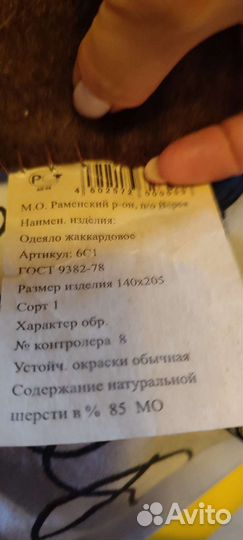 Р
4 602572
М.О. Раменский р-он, п/о
Наимен. изделия:
Одеяло жаккардовое
Артикул: 6С1
ГОСТ 9382-78
Размер изделия 140х205
Сорт 1
Характер обр.
№ контролера 8
Устойч. окраски обычная
Содержание натуральной
шерсти в % 85 МО
Avito